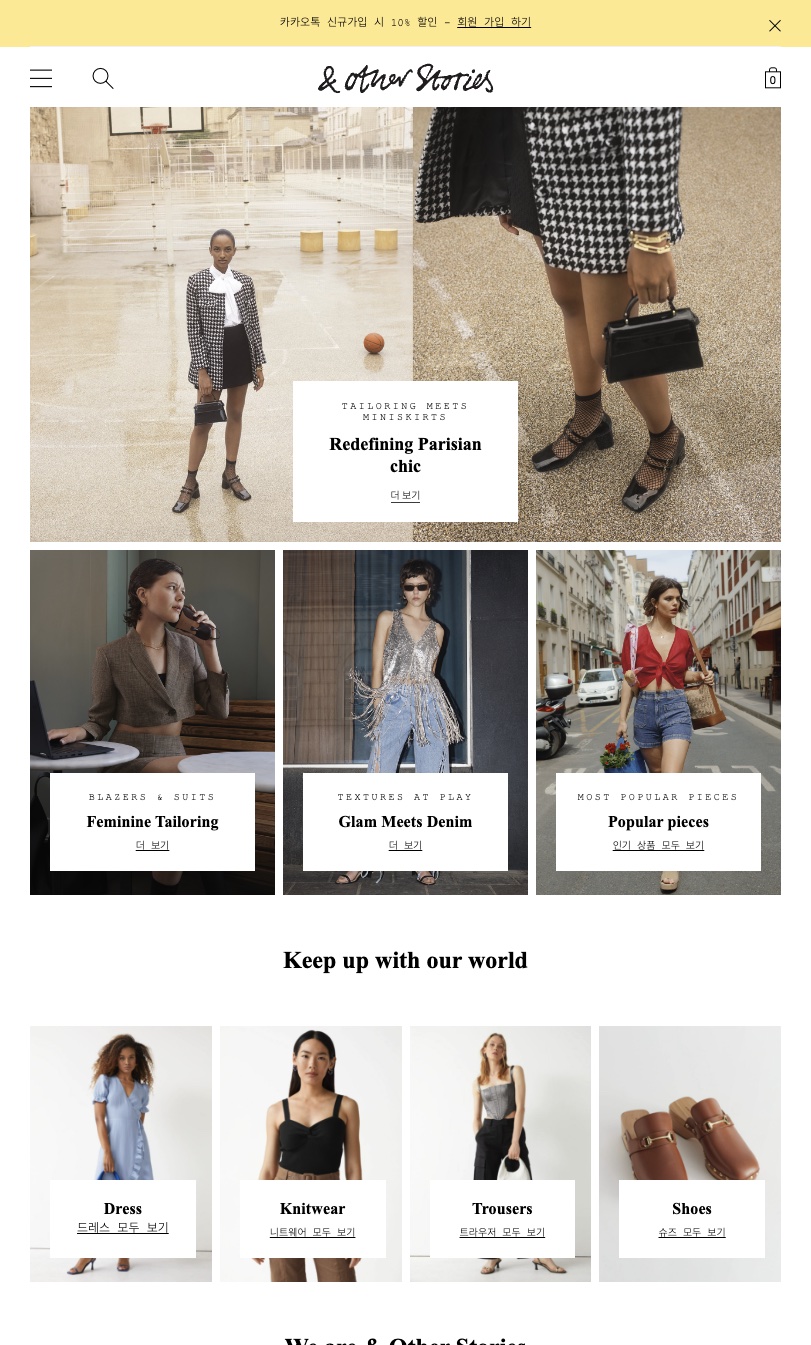 카카오톡 신규가입 시 10% 할인 - 회원 가입 하기
& other Stories
0
TAILORING MEETS
MINISKIRTS
Redefining Parisian
chic
더 보기
BLAZERS & SUITS
Feminine Tailoring
더 보기
TEXTURES AT PLAY
Glam Meets Denim
더 보기
MOST POPULAR PIECES
Popular pieces
인기 상품 모두 보기
Keep up with our world
Dress
드레스 모두 보기
Knitwear
니트웨어 모두 보기
Trousers
트라우저 모두 보기
Shoes
슈즈 모두 보기
We are & Other Stories